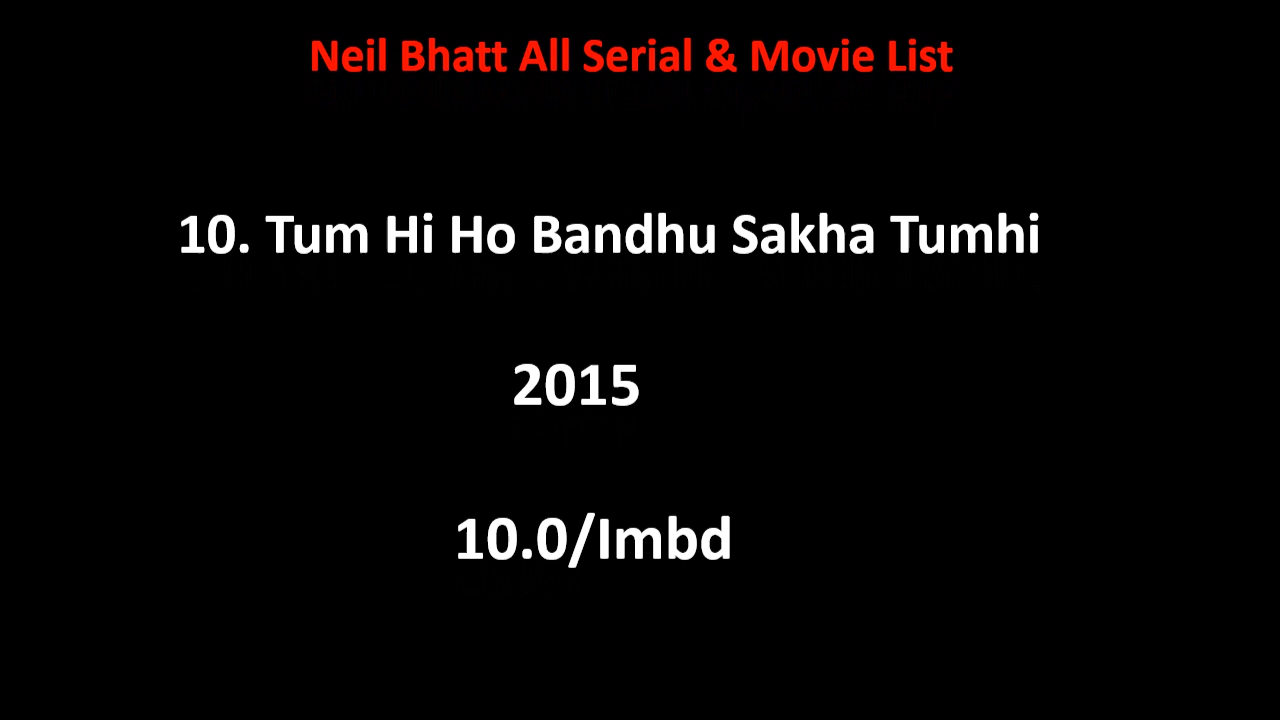 Neil Bhatt All Serial & Movie List
10. Tum Hi Ho Bandhu Sakha Tumhi
2015
10.0/Imbd